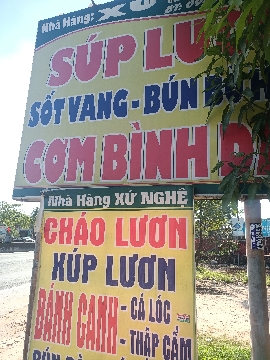 Nhà Hàng: XỨ
SÚP LƯƠ
SỐT VANG - BÚN
CƠM BÌNH D
Nhà Hàng XỨ NGHỆ
CHÁO LƯƠN
XÚP LƯƠN
BÁNH CANH - CÁ LÓC
- THẬP CẨM